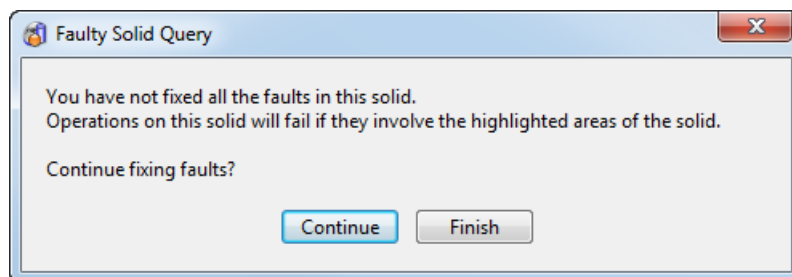 Faulty Solid Query
You have not fixed all the faults in this solid.
Operations on this solid will fail if they involve the highlighted areas of the solid.
Continue fixing faults?
Continue
Finish